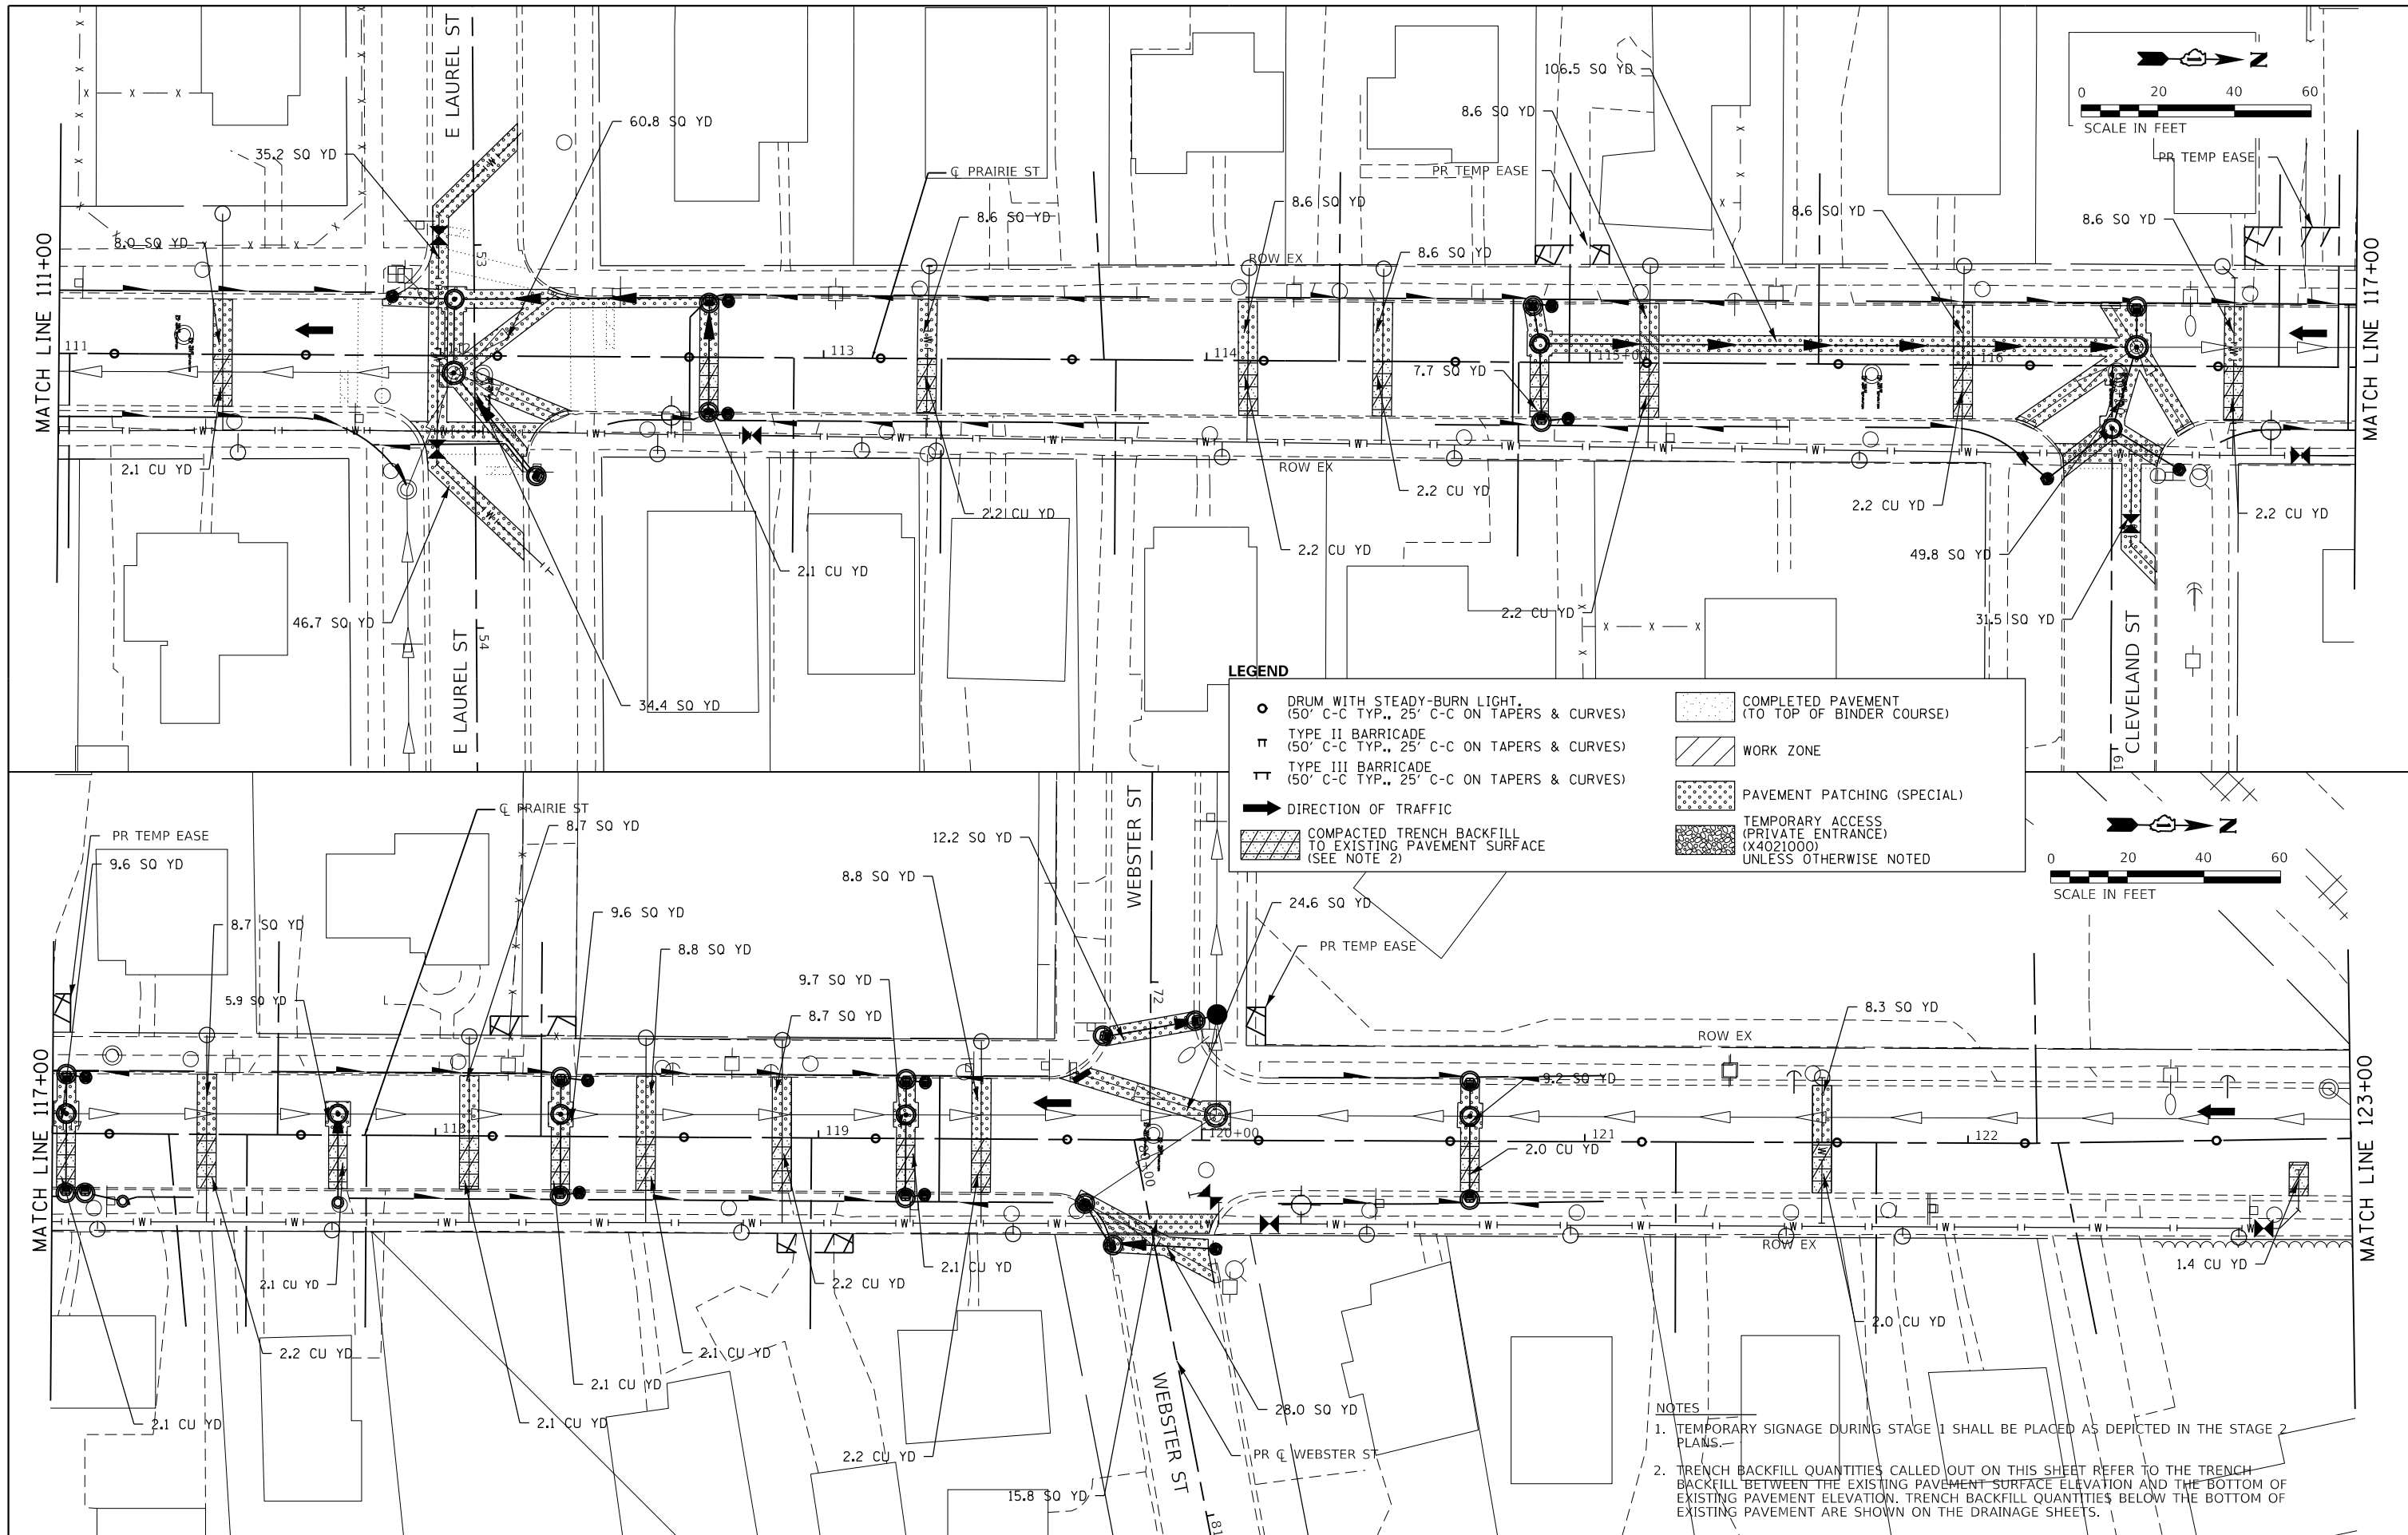 E LAUREL ST
35.2 SQ YD
60.8 SQ YD
℄ PRAIRIE ST
106.5 SQ YD
8.6 SQ YD
PR TEMP EASE
N
0 20 40 60
SCALE IN FEET
PR TEMP EASE
8.0 SQ YD
53
8.6 SQ YD
8.6 SQ YD
8.6 SQ YD
8.6 SQ YD
8.6 SQ YD
ROW EX
MATCH LINE 111+00
MATCH LINE 117+00
111
113
114
115+00
116
7.7 SQ YD
2.1 CU YD
ROW EX
2.2 CU YD
2.2 CU YD
2.2 CU YD
2.2 CU YD
2.2 CU YD
2.2 CU YD
2.1 CU YD
49.8 SQ YD
46.7 SQ YD
31.5 SQ YD
34.4 SQ YD
E LAUREL ST
54
CLEVELAND ST
61
LEGEND
DRUM WITH STEADY-BURN LIGHT.
(50' C-C TYP., 25' C-C ON TAPERS & CURVES)
TYPE II BARRICADE
(50' C-C TYP., 25' C-C ON TAPERS & CURVES)
TYPE III BARRICADE
(50' C-C TYP., 25' C-C ON TAPERS & CURVES)
DIRECTION OF TRAFFIC
COMPACTED TRENCH BACKFILL
TO EXISTING PAVEMENT SURFACE
(SEE NOTE 2)
COMPLETED PAVEMENT
(TO TOP OF BINDER COURSE)
WORK ZONE
PAVEMENT PATCHING (SPECIAL)
TEMPORARY ACCESS
(PRIVATE ENTRANCE)
(X4021000)
UNLESS OTHERWISE NOTED
℄ PRAIRIE ST
PR TEMP EASE
9.6 SQ YD
8.7 SQ YD
8.7 SQ YD
5.9 SQ YD
9.6 SQ YD
8.8 SQ YD
9.7 SQ YD
8.7 SQ YD
8.8 SQ YD
12.2 SQ YD
WEBSTER ST
24.6 SQ YD
PR TEMP EASE
72
N
0 20 40 60
SCALE IN FEET
8.3 SQ YD
ROW EX
9.2 SQ YD
MATCH LINE 117+00
MATCH LINE 123+00
118
119
120+00
121
122
80+00
2.0 CU YD
ROW EX
1.4 CU YD
2.1 CU YD
2.2 CU YD
2.1 CU YD
2.0 CU YD
2.2 CU YD
2.1 CU YD
2.1 CU YD
2.1 CU YD
2.1 CU YD
2.2 CU YD
15.8 SQ YD
28.0 SQ YD
PR ℄ WEBSTER ST
WEBSTER ST
81
NOTES
1. TEMPORARY SIGNAGE DURING STAGE 1 SHALL BE PLACED AS DEPICTED IN THE STAGE 2
PLANS.
2. TRENCH BACKFILL QUANTITIES CALLED OUT ON THIS SHEET REFER TO THE TRENCH
BACKFILL BETWEEN THE EXISTING PAVEMENT SURFACE ELEVATION AND THE BOTTOM OF
EXISTING PAVEMENT ELEVATION. TRENCH BACKFILL QUANTITIES BELOW THE BOTTOM OF
EXISTING PAVEMENT ARE SHOWN ON THE DRAINAGE SHEETS.